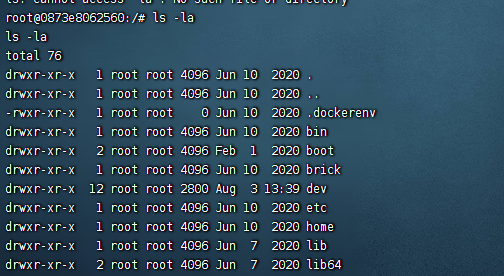 ls: cannot access 'la': No such file or directory
root@0873e8062560:/# ls -la
ls -la
total 76
drwxr-xr-x   1 root root 4096 Jun 10  2020 .
drwxr-xr-x   1 root root 4096 Jun 10  2020 ..
-rwxr-xr-x   1 root root    0 Jun 10  2020 .dockerenv
drwxr-xr-x   1 root root 4096 Jun 10  2020 bin
drwxr-xr-x   2 root root 4096 Feb  1  2020 boot
drwxr-xr-x   1 root root 4096 Jun 10  2020 brick
drwxr-xr-x  12 root root 2800 Aug  3 13:39 dev
drwxr-xr-x   1 root root 4096 Jun 10  2020 etc
drwxr-xr-x   1 root root 4096 Jun 10  2020 home
drwxr-xr-x   1 root root 4096 Jun  7  2020 lib
drwxr-xr-x   2 root root 4096 Jun  7  2020 lib64